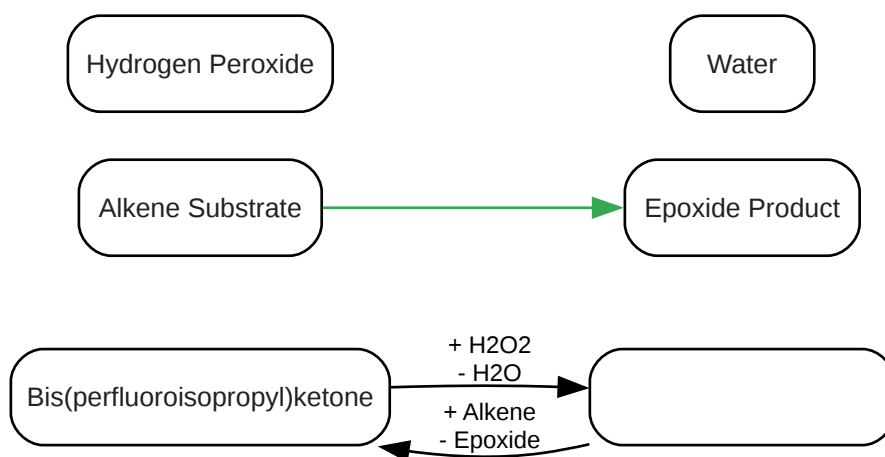 Hydrogen Peroxide
Water
Alkene Substrate
Epoxide Product
+ H2O2
- H2O
Bis(perfluoroisopropyl)ketone
+ Alkene
- Epoxide